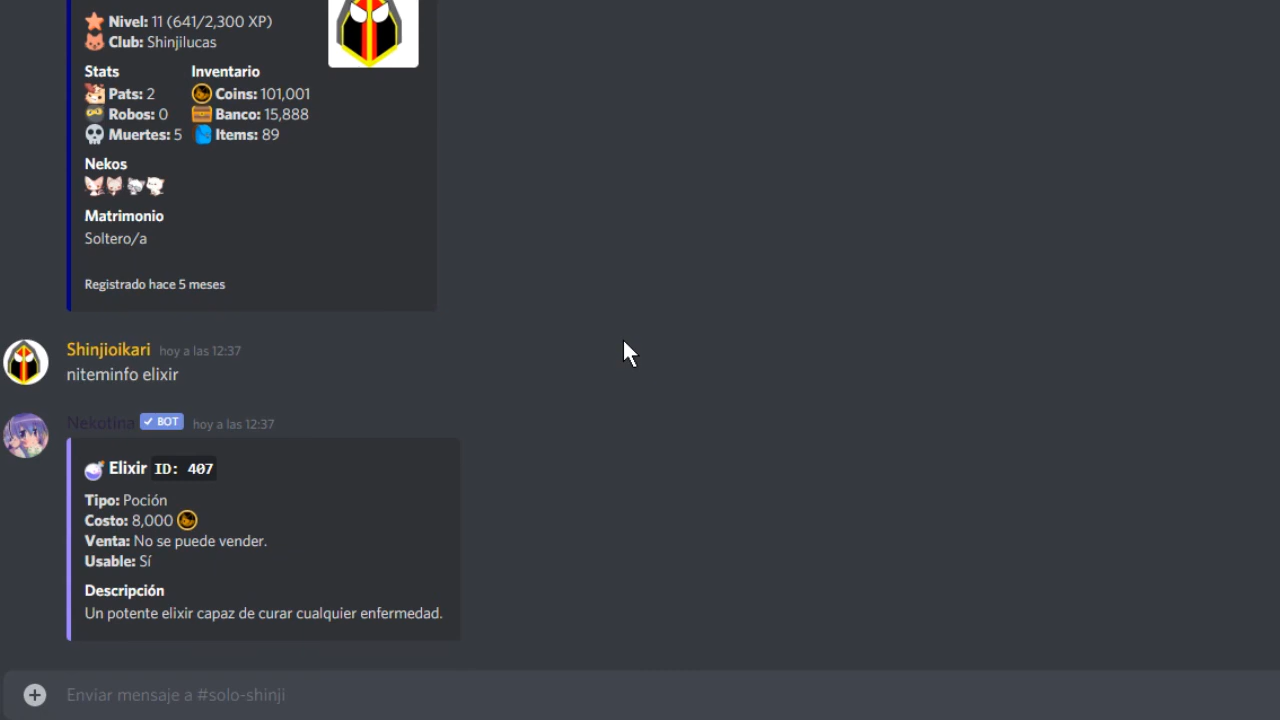 Nivel: 11 (641/2,300 XP)
Club: Shinjilucas
Stats Inventario
Pats: 2 Coins: 101,001
Robos: 0 Banco: 15,888
Muertes: 5 Items: 89
Nekos
Matrimonio
Soltero/a
Registrado hace 5 meses
Shinjioikari hoy a las 12:37
niteminfo elixir
Nekotina BOT hoy a las 12:37
Elixir ID: 407
Tipo: Poción
Costo: 8,000
Venta: No se puede vender.
Usable: Sí
Descripción
Un potente elixir capaz de curar cualquier enfermedad.
Enviar mensaje a #solo-shinji